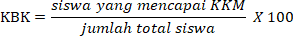 KBK = siswa yang mencapai KKM / jumlah total siswa X 100